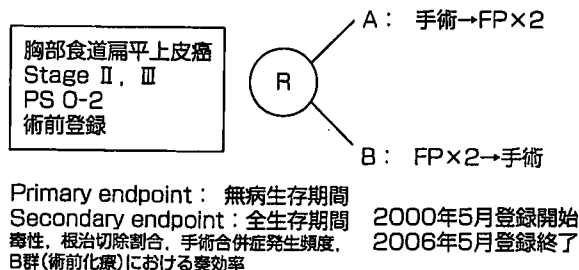 胸部食道扁平上皮癌
Stage Ⅱ, Ⅲ
PS 0-2
術前登録
R
A： 手術→FP×2
B： FP×2→手術
Primary endpoint： 無病生存期間
Secondary endpoint：全生存期間
毒性, 根治切除割合, 手術合併症発生頻度,
B群(術前化療)における奏効率
2000年5月登録開始
2006年5月登録終了